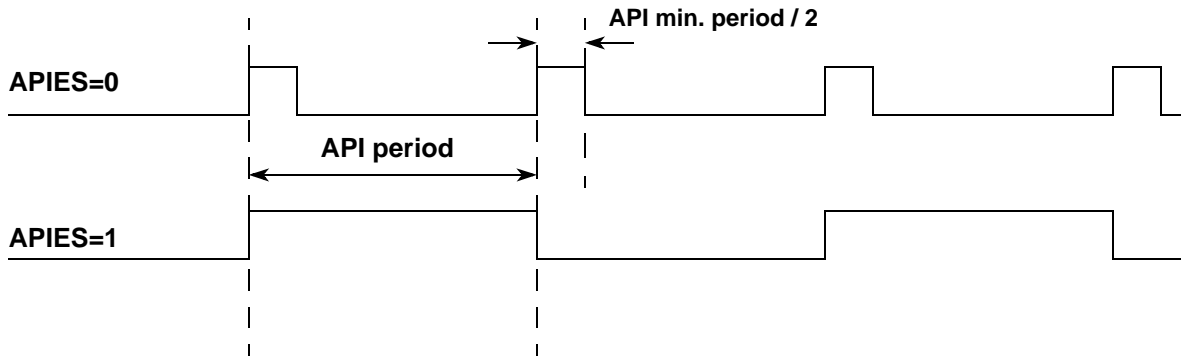 API min. period / 2
APIES=0
API period
APIES=1